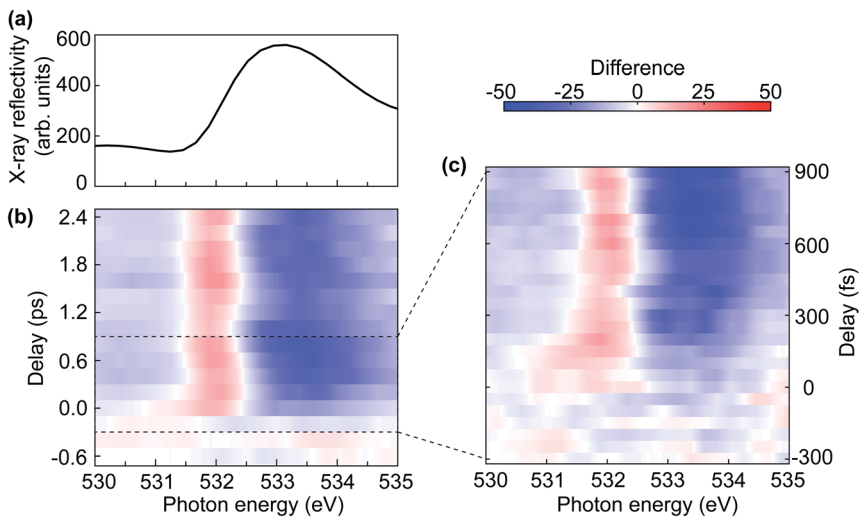 (a)
X-ray reflectivity
(arb. units)
600
400
200
0
Difference
-50 -25 0 25 50
(b)
Delay (ps)
2.4
1.8
1.2
0.6
0.0
-0.6
530 531 532 533 534 535
Photon energy (eV)
(c)
900
600
300
0
-300
Delay (fs)
530 531 532 533 534 535
Photon energy (eV)